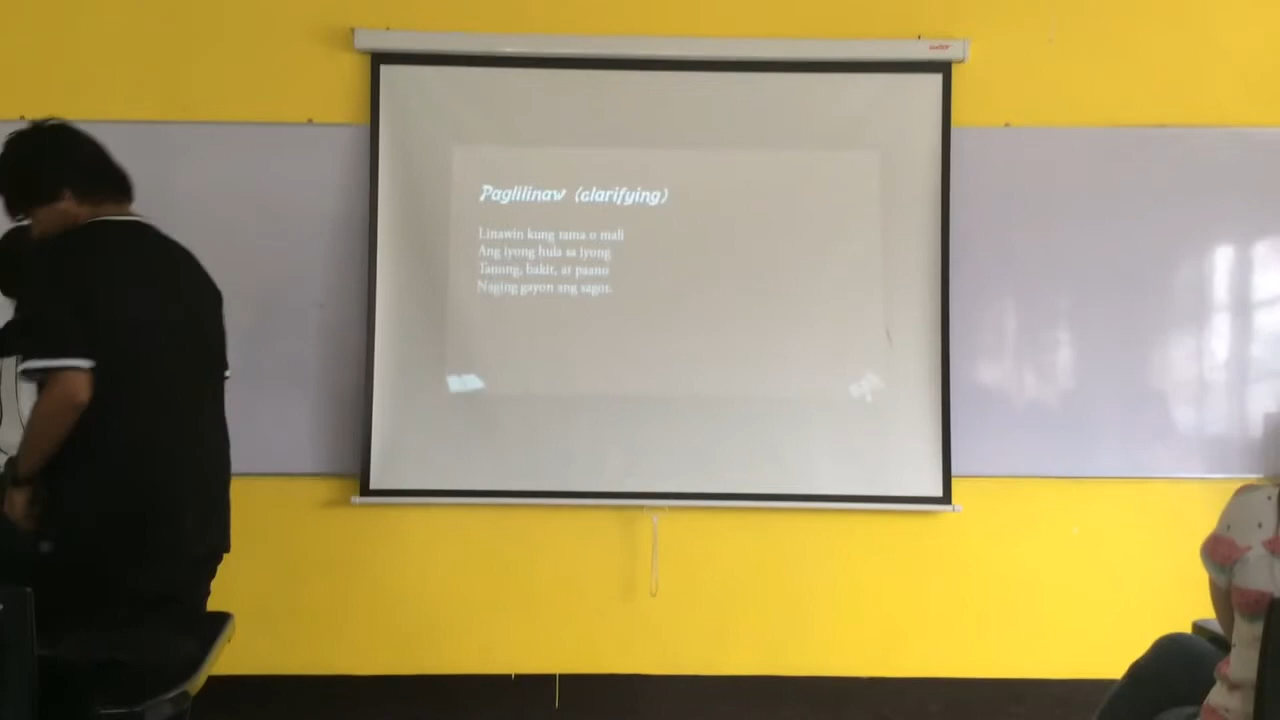 Paglilinaw (clarifying)
Linawin kung tama o mali
Ang iyong hula sa iyong
Tanong, bakit, at paano
Naging gayon ang sagot.